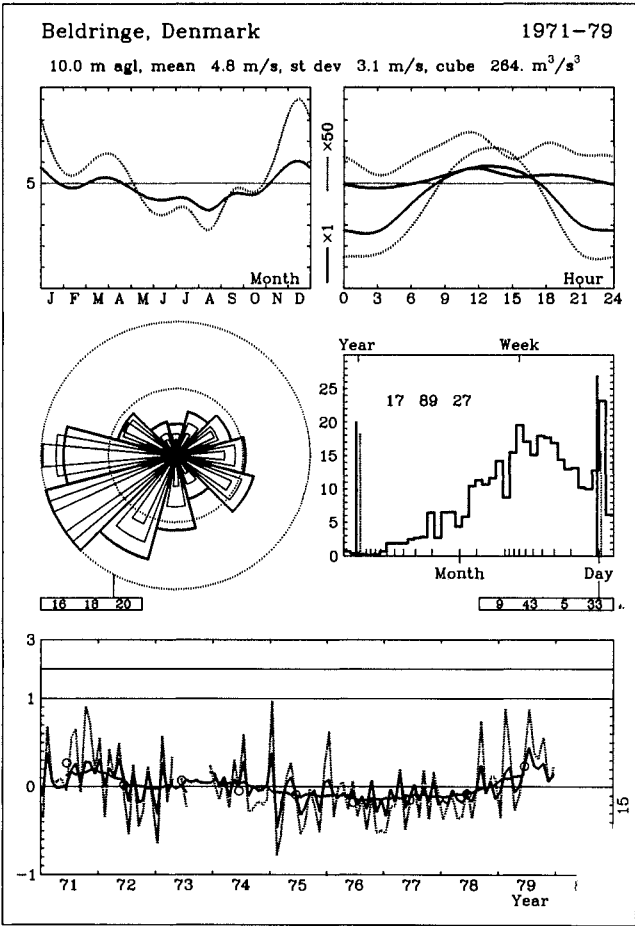 Beldringe, Denmark 1971-79
10.0 m agl, mean 4.8 m/s, st dev 3.1 m/s, cube 264. m³/s³
5
Month
J F M A M J J A S O N D
×1 ×50
Hour
0 3 6 9 12 15 18 21 24
Year Week
25
20
15
10
5
0
17 89 27
Month Day
16 18 20
9 43 5 33
3
1
0
-1
71 72 73 74 75 76 77 78 79
Year
15